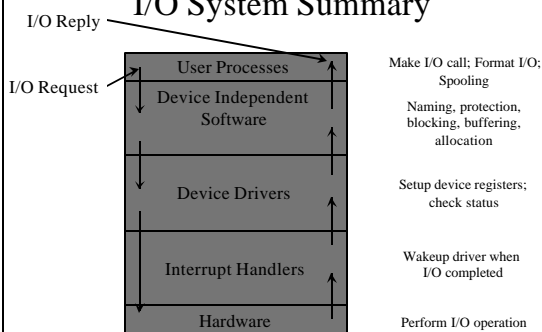 I/O System Summary
I/O Reply
I/O Request
User Processes
Make I/O call; Format I/O;
Spooling
Device Independent
Software
Naming, protection,
blocking, buffering,
allocation
Device Drivers
Setup device registers;
check status
Interrupt Handlers
Wakeup driver when
I/O completed
Hardware
Perform I/O operation